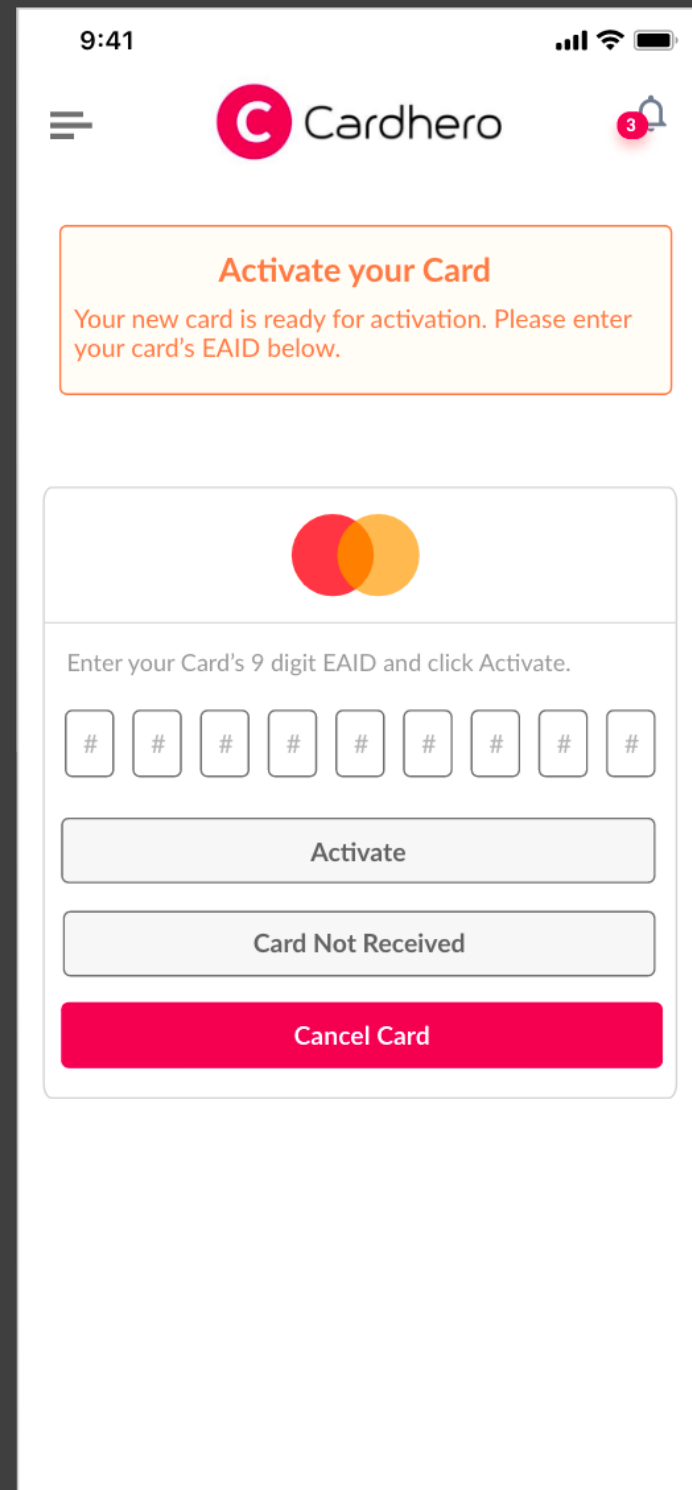 9:41
C Cardhero
3
Activate your Card
Your new card is ready for activation. Please enter
your card's EAID below.
Enter your Card's 9 digit EAID and click Activate.
# # # # # # # # #
Activate
Card Not Received
Cancel Card